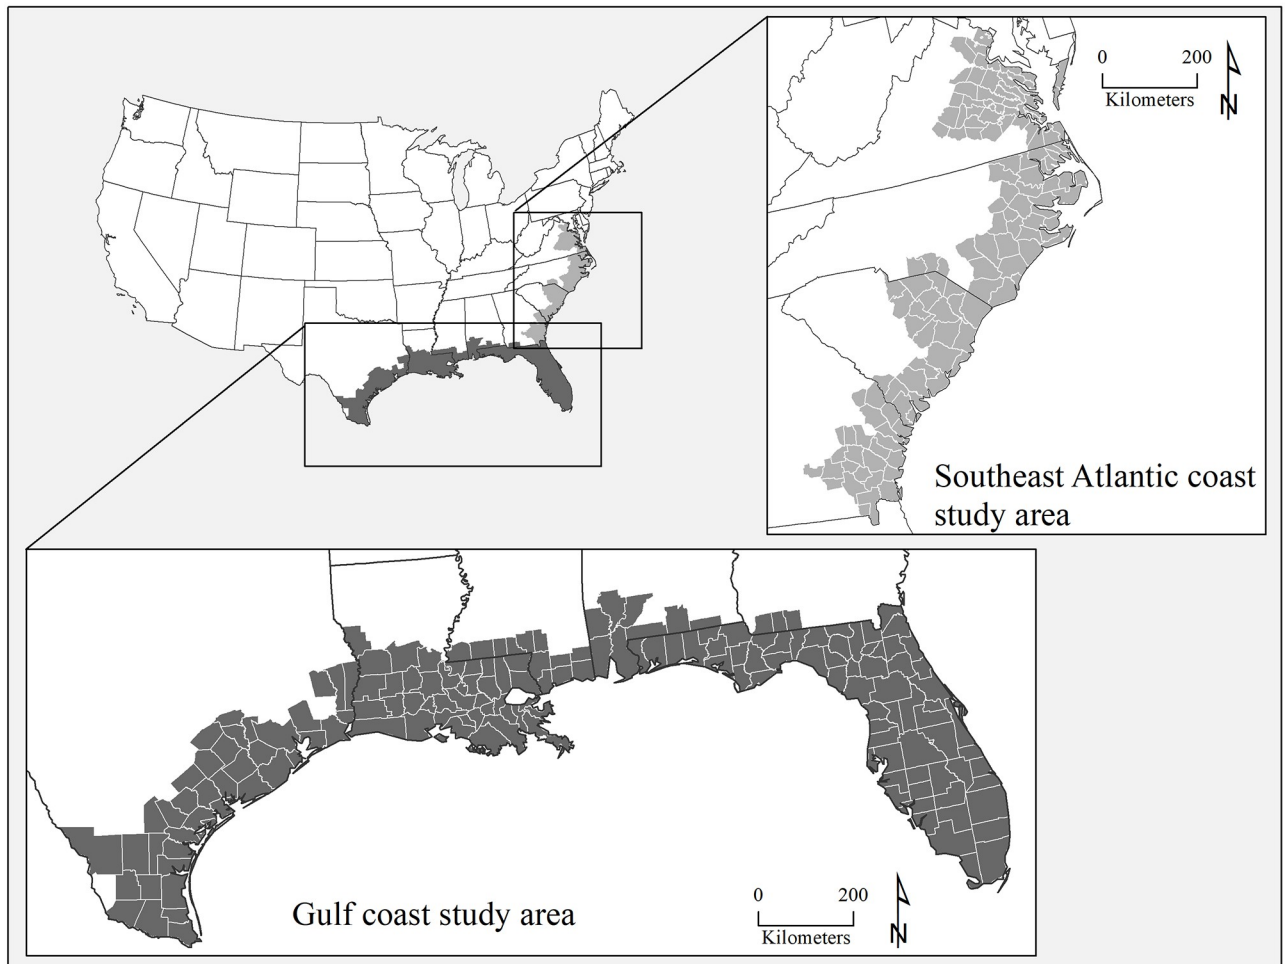 0 200
Kilometers
N
Southeast Atlantic coast
study area
Gulf coast study area
0 200
Kilometers
N